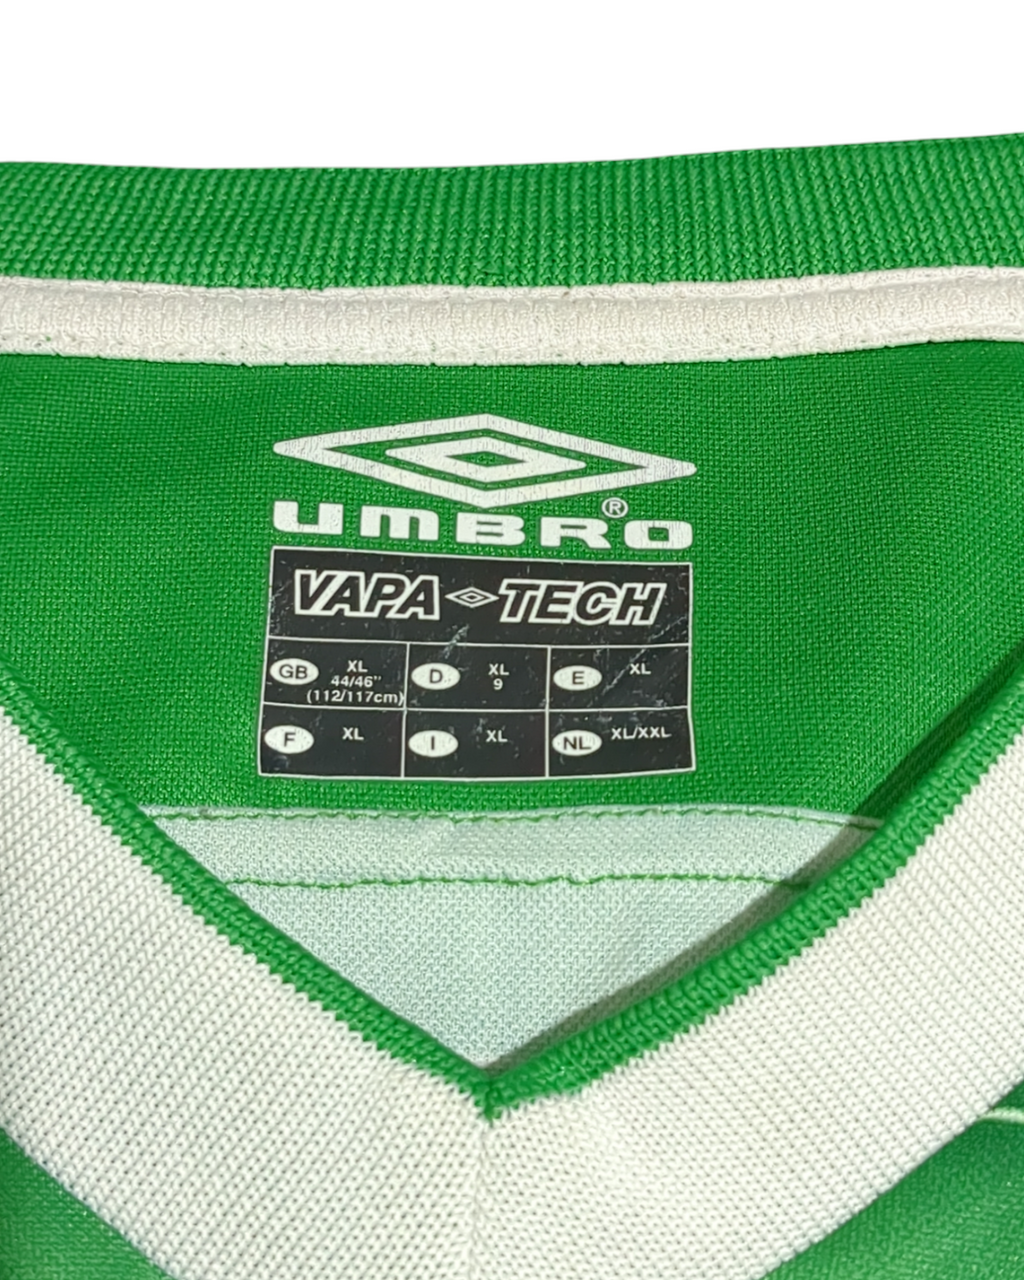 UMBRO®
VAPA TECH
GB XL 44/46" (112/117cm)
D XL 9
E XL
F XL
I XL
NL XL/XXL